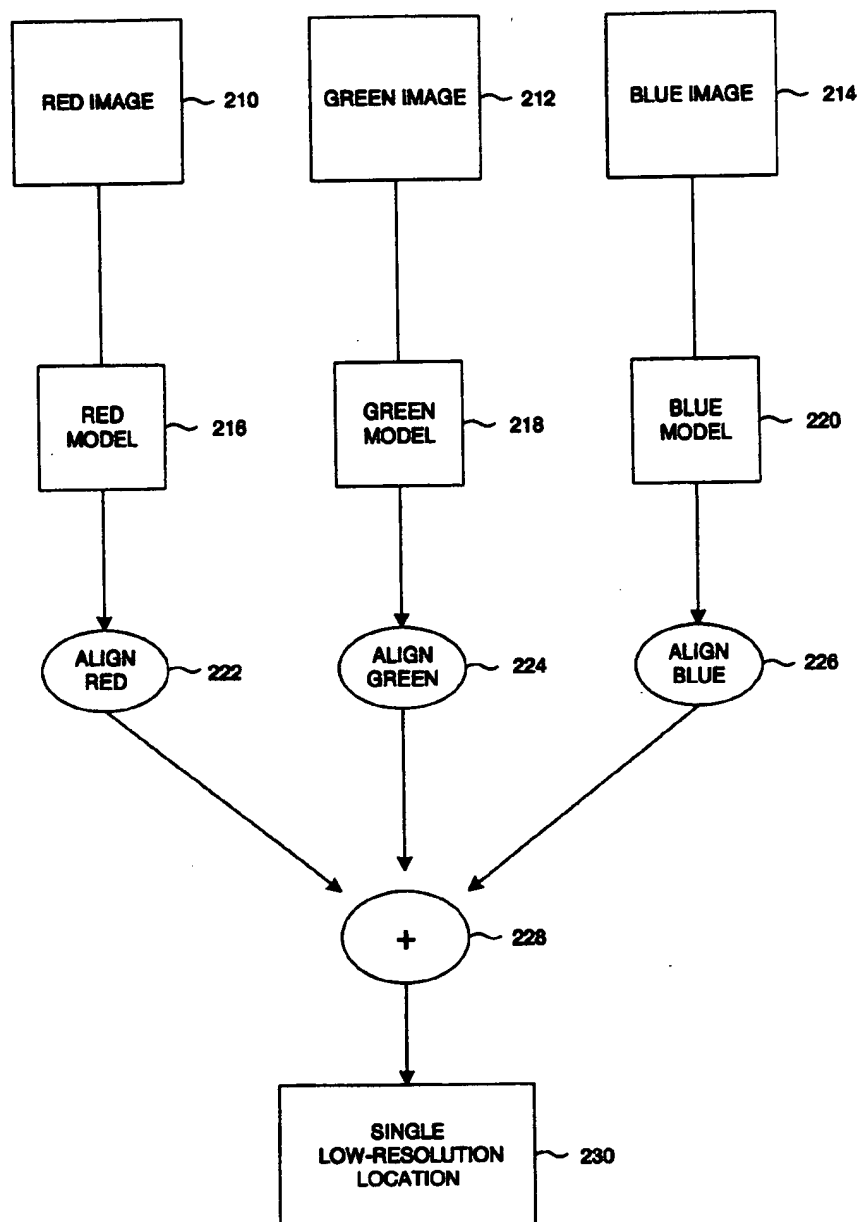 RED IMAGE
210
GREEN IMAGE
212
BLUE IMAGE
214
RED
MODEL
216
GREEN
MODEL
218
BLUE
MODEL
220
ALIGN
RED
222
ALIGN
GREEN
224
ALIGN
BLUE
226
+
228
SINGLE
LOW-RESOLUTION
LOCATION
230